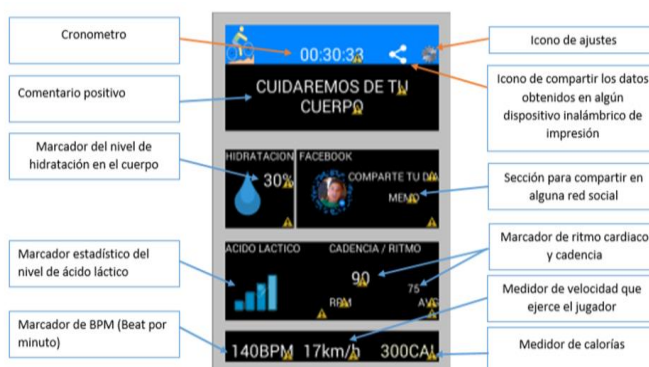 Cronometro
Comentario positivo
Marcador del nivel de
hidratación en el cuerpo
Marcador estadístico del
nivel de ácido láctico
Marcador de BPM (Beat por
minuto)
00:30:33
CUIDAREMOS DE TU
CUERPO
HIDRATACION
30%
FACEBOOK
COMPARTE TU DIA
MEMO
ACIDO LACTICO
CADENCIA / RITMO
90
75
RPM
AVG
140BPM
17km/h
300CAL
Icono de ajustes
Icono de compartir los datos
obtenidos en algún
dispositivo inalámbrico de
impresión
Sección para compartir en
alguna red social
Marcador de ritmo cardiaco
y cadencia
Medidor de velocidad que
ejerce el jugador
Medidor de calorías